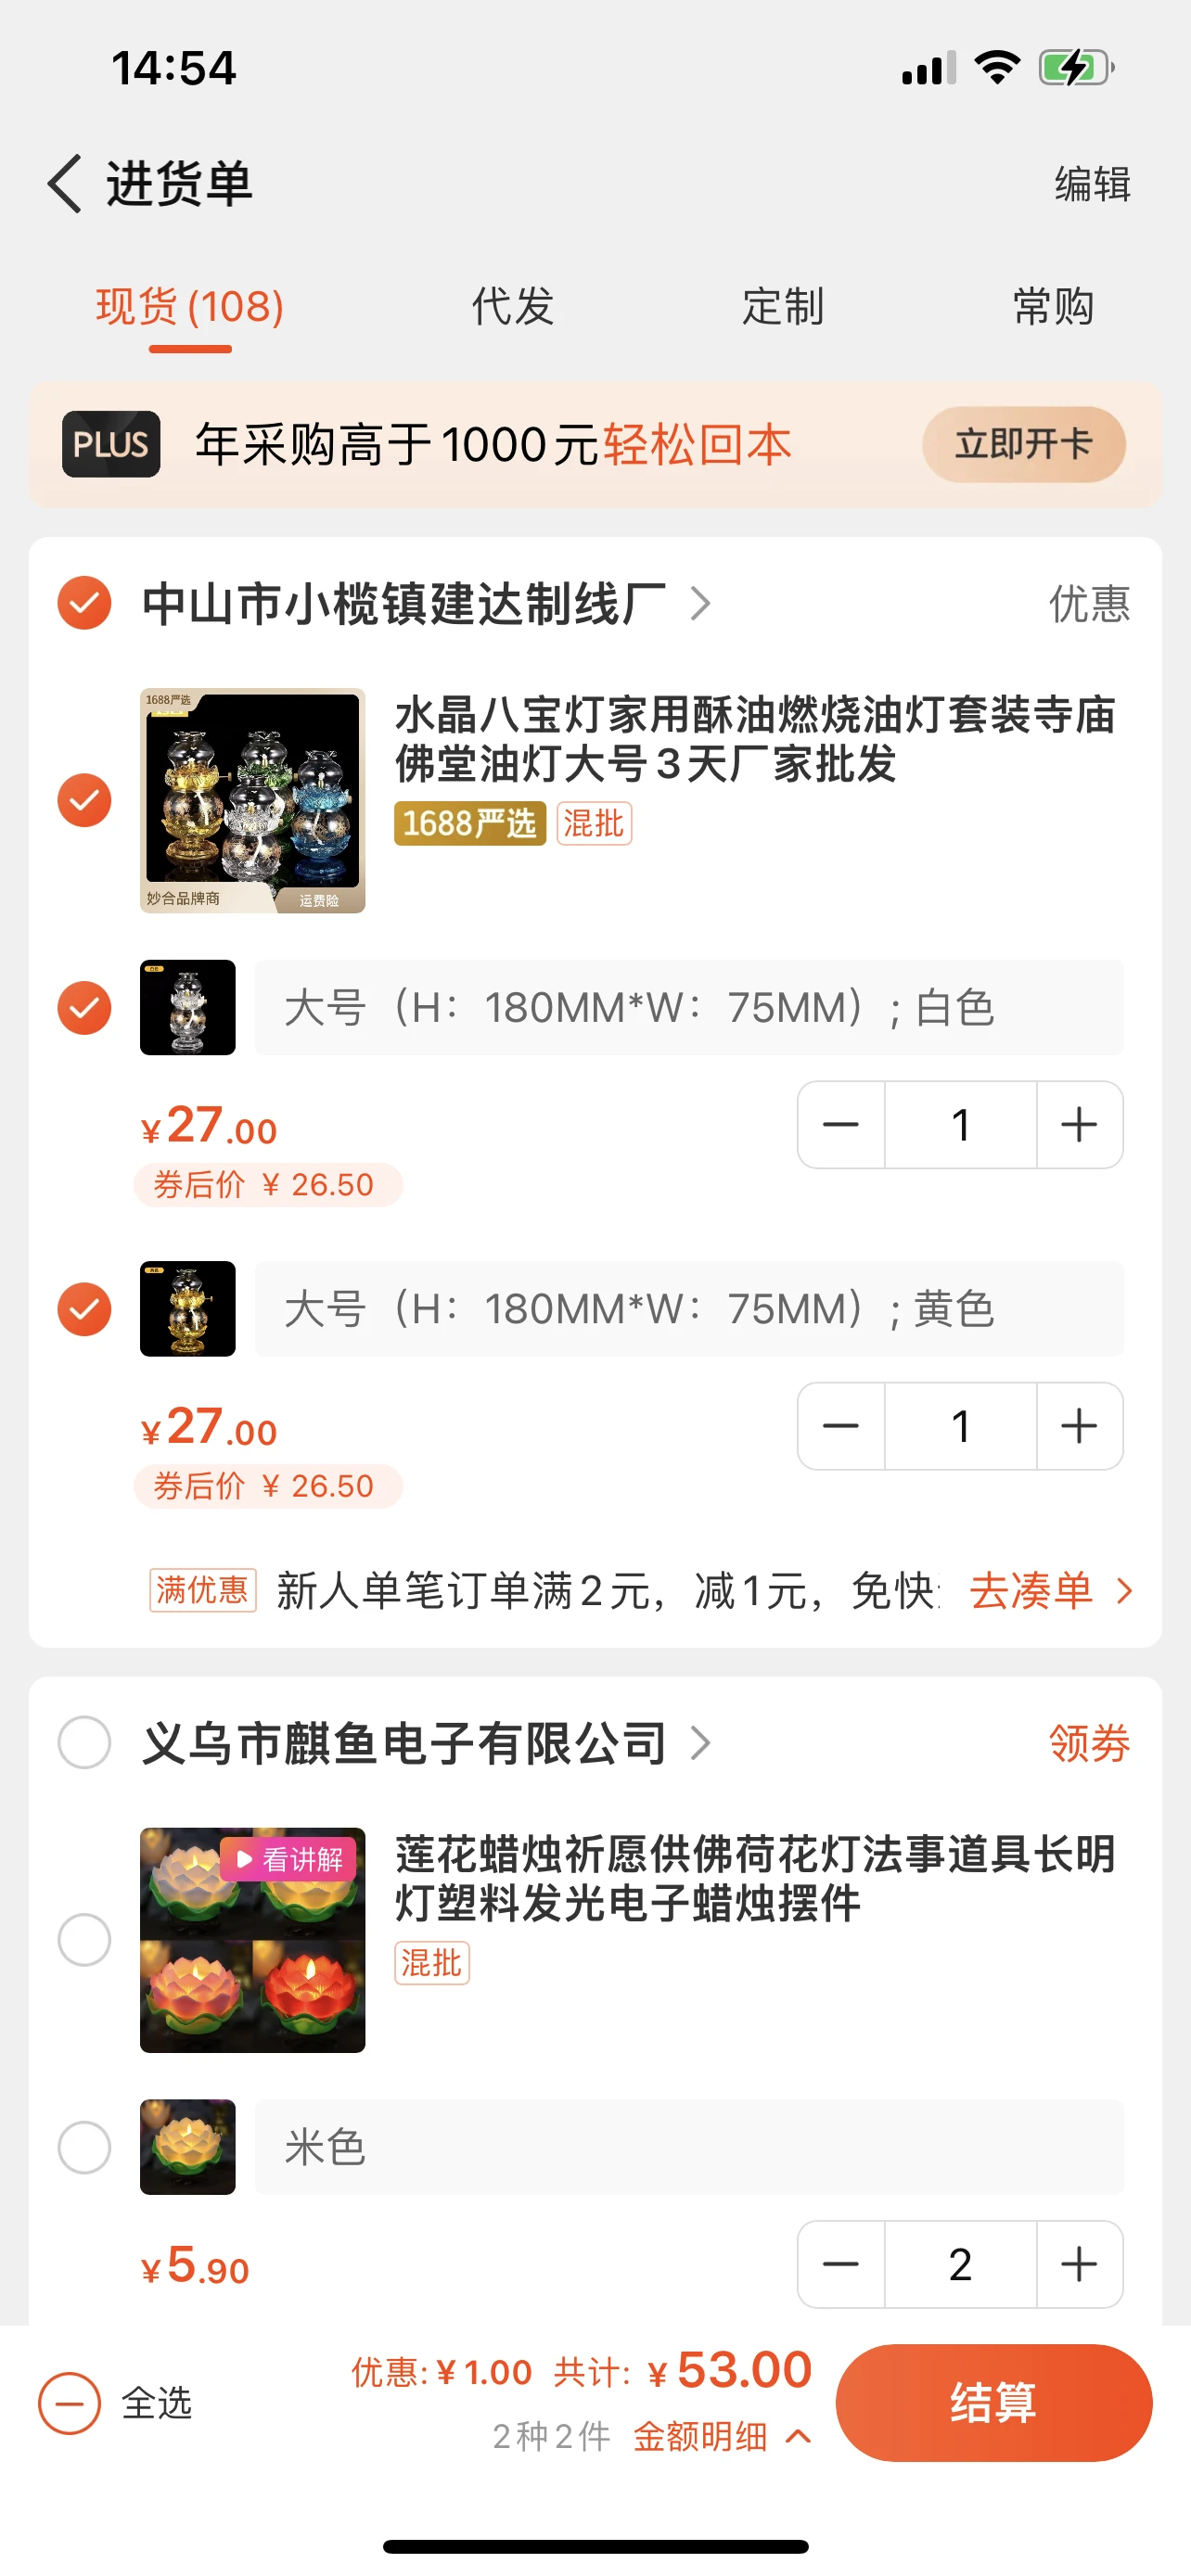 14:54
进货单
编辑
现货(108)
代发
定制
常购
PLUS
年采购高于1000元轻松回本
立即开卡
中山市小榄镇建达制线厂
优惠
1688严选
妙合品牌商
运费险
水晶八宝灯家用酥油燃烧油灯套装寺庙
佛堂油灯大号3天厂家批发
1688严选
混批
大号（H：180MM*W：75MM）; 白色
¥27.00
1
券后价 ¥ 26.50
大号（H：180MM*W：75MM）; 黄色
¥27.00
1
券后价 ¥ 26.50
满优惠
新人单笔订单满2元，减1元，免快
去凑单
义乌市麒鱼电子有限公司
领券
看讲解
莲花蜡烛祈愿供佛荷花灯法事道具长明
灯塑料发光电子蜡烛摆件
混批
米色
¥5.90
2
全选
优惠:¥1.00 共计: ¥53.00
2种2件 金额明细
结算